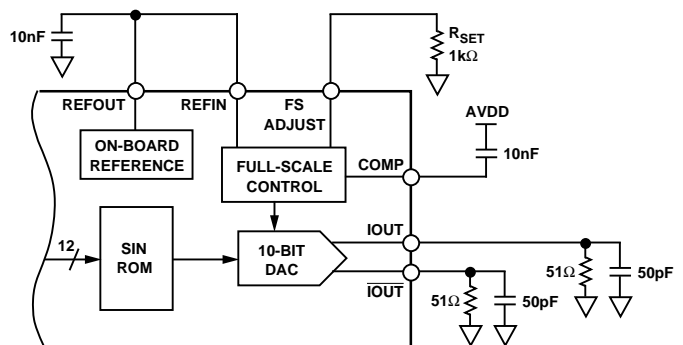 10nF
RSET
1kΩ
REFOUT
REFIN
FS
ADJUST
AVDD
10nF
ON-BOARD
REFERENCE
FULL-SCALE
CONTROL
COMP
12
SIN
ROM
10-BIT
DAC
IOUT
IOUT
51Ω
50pF
51Ω
50pF